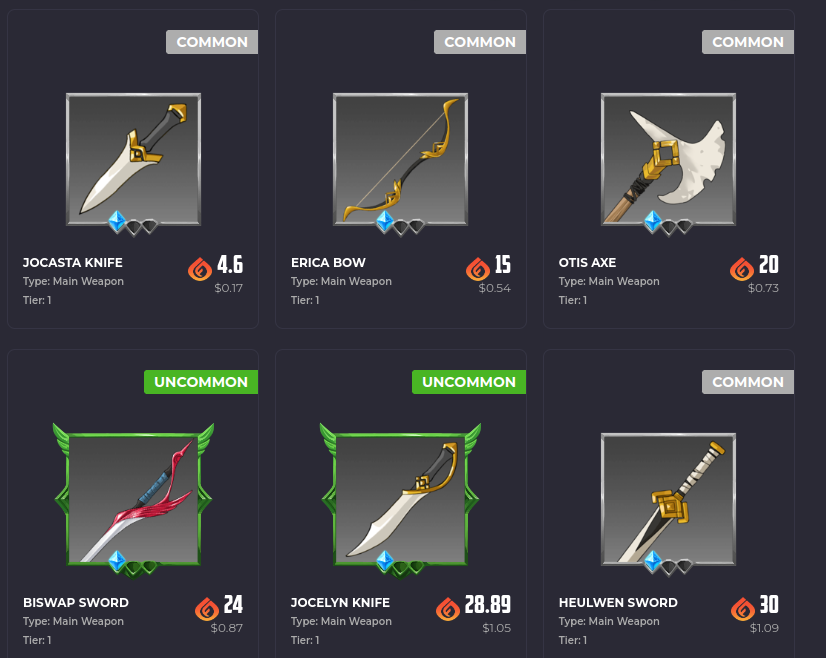 COMMON
COMMON
COMMON
JOCASTA KNIFE
4.6
Type: Main Weapon
$0.17
Tier: 1
ERICA BOW
15
Type: Main Weapon
$0.54
Tier: 1
OTIS AXE
20
Type: Main Weapon
$0.73
Tier: 1
UNCOMMON
UNCOMMON
COMMON
BISWAP SWORD
24
Type: Main Weapon
$0.87
Tier: 1
JOCELYN KNIFE
28.89
Type: Main Weapon
$1.05
Tier: 1
HEULWEN SWORD
30
Type: Main Weapon
$1.09
Tier: 1